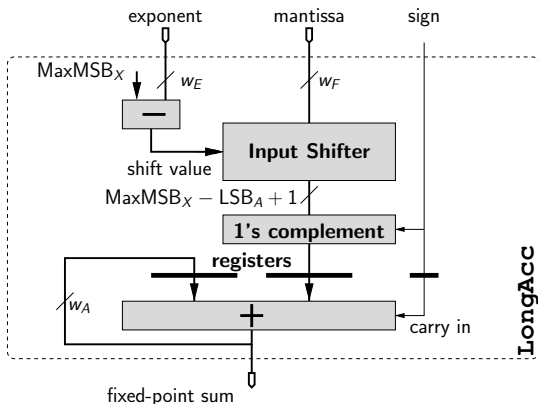 exponent
mantissa
sign
MaxMSB_X
w_E
w_F
−
Input Shifter
shift value
MaxMSB_X − LSB_A + 1
1's complement
registers
w_A
+
carry in
LongAcc
fixed-point sum